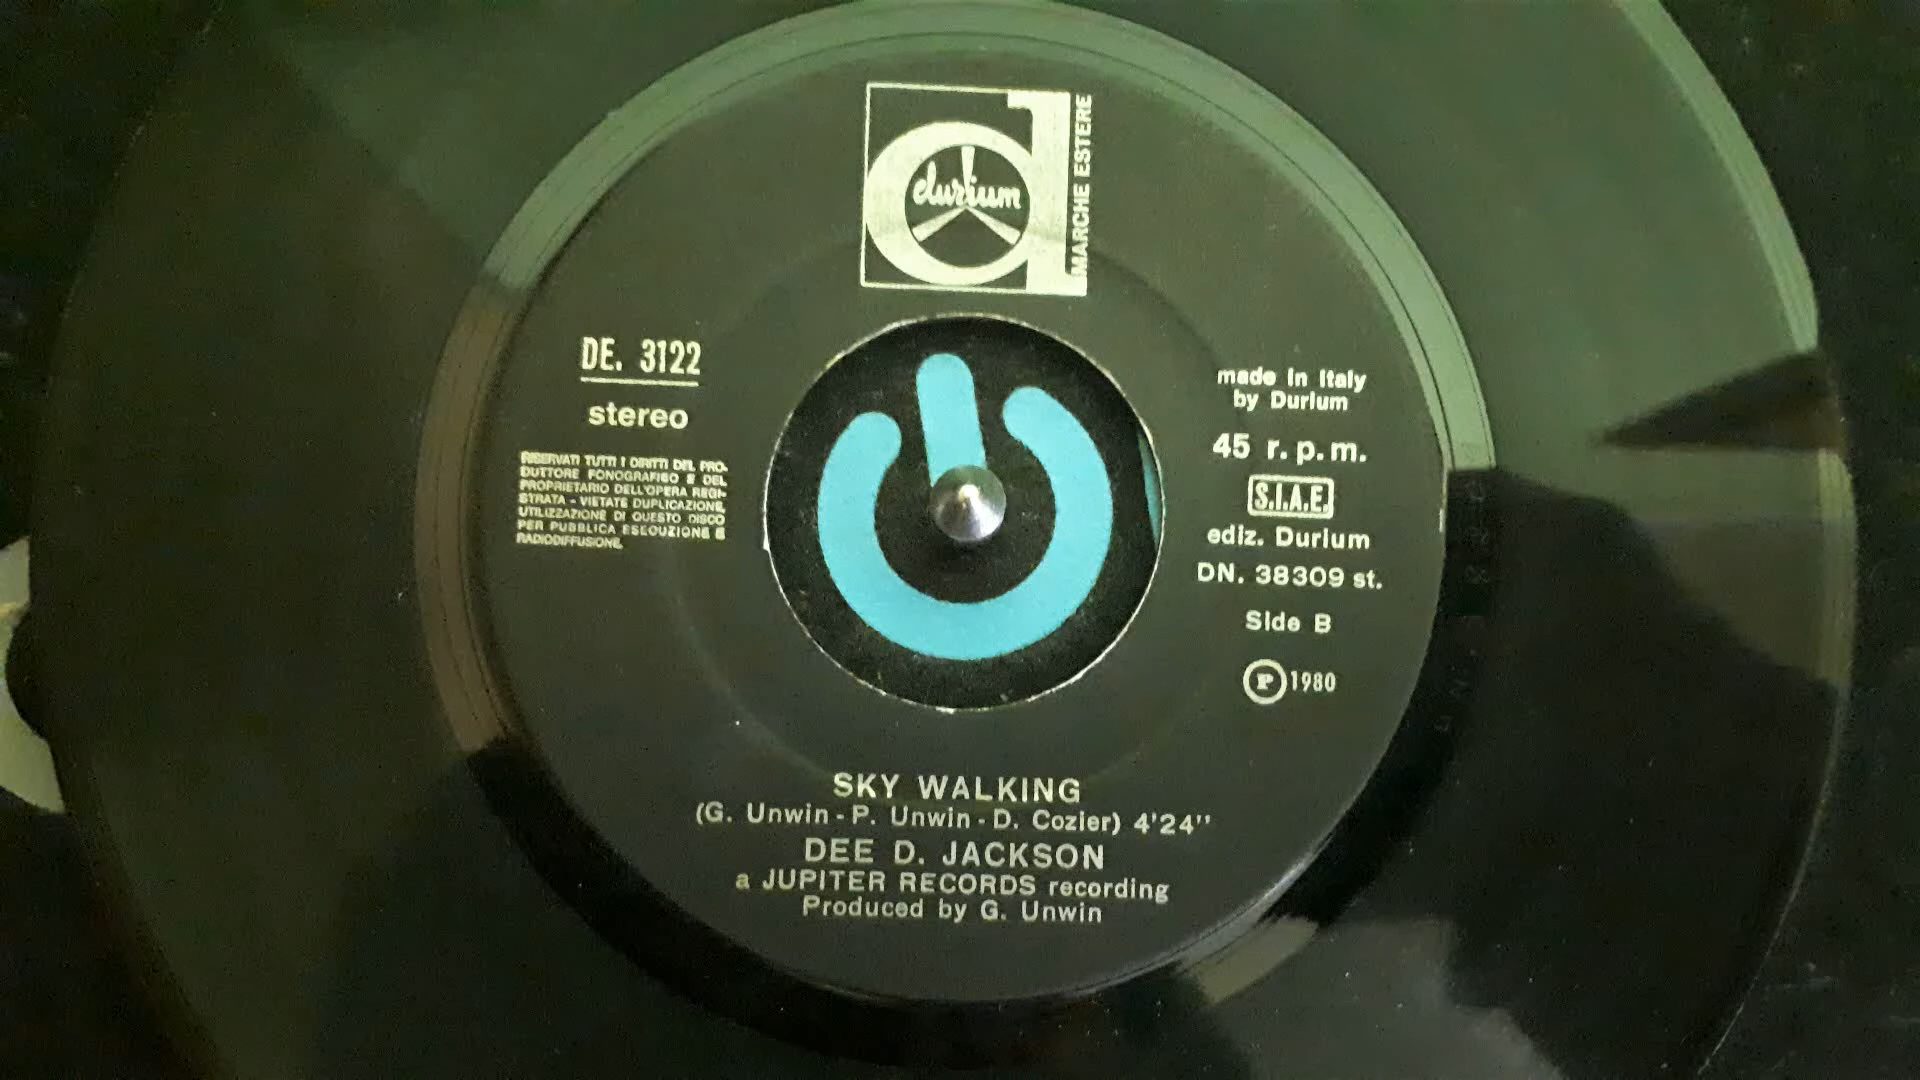 durium
MARCHE ESTERE
DE. 3122
stereo
RISERVATI TUTTI I DIRITTI DEL PRO-
DUTTORE FONOGRAFICO E DEL
PROPRIETARIO DELL'OPERA REGI-
STRATA - VIETATE DUPLICAZIONE,
UTILIZZAZIONE DI QUESTO DISCO
PER PUBBLICA ESECUZIONE E
RADIODIFFUSIONE.
made in Italy
by Durium
45 r.p.m.
S.I.A.E.
ediz. Durium
DN. 38309 st.
Side B
Ⓟ 1980
SKY WALKING
(G. Unwin - P. Unwin - D. Cozier) 4'24''
DEE D. JACKSON
a JUPITER RECORDS recording
Produced by G. Unwin